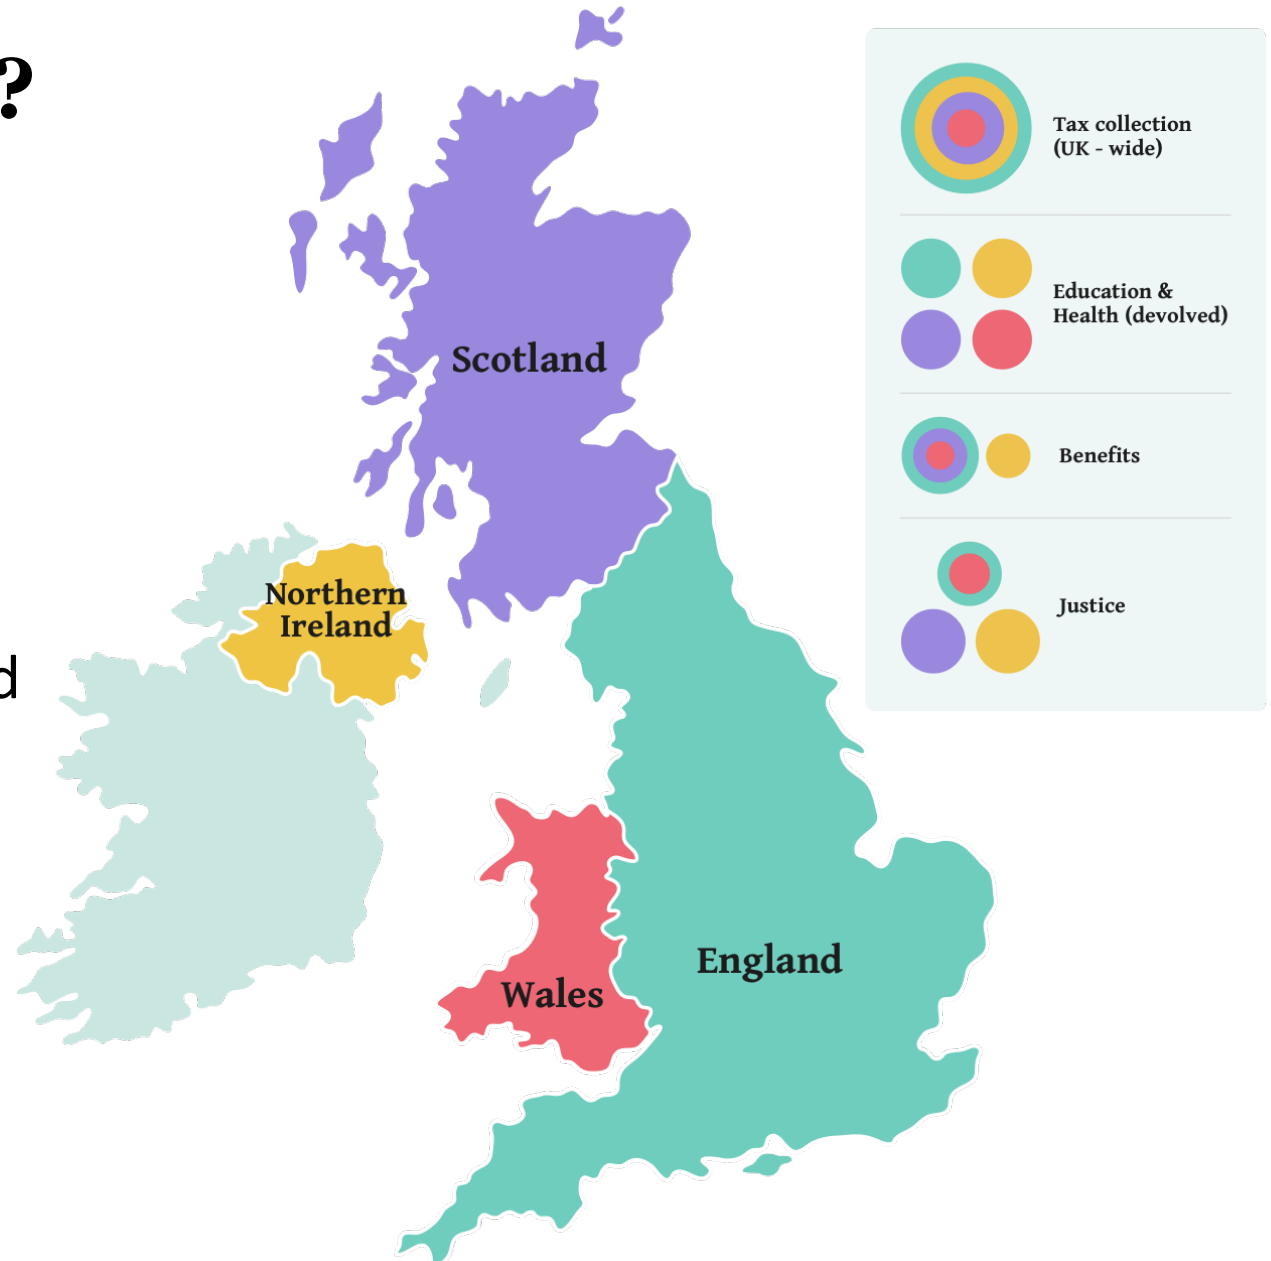 ?
d
Scotland
Northern
Ireland
Wales
England
Tax collection
(UK - wide)
Education &
Health (devolved)
Benefits
Justice